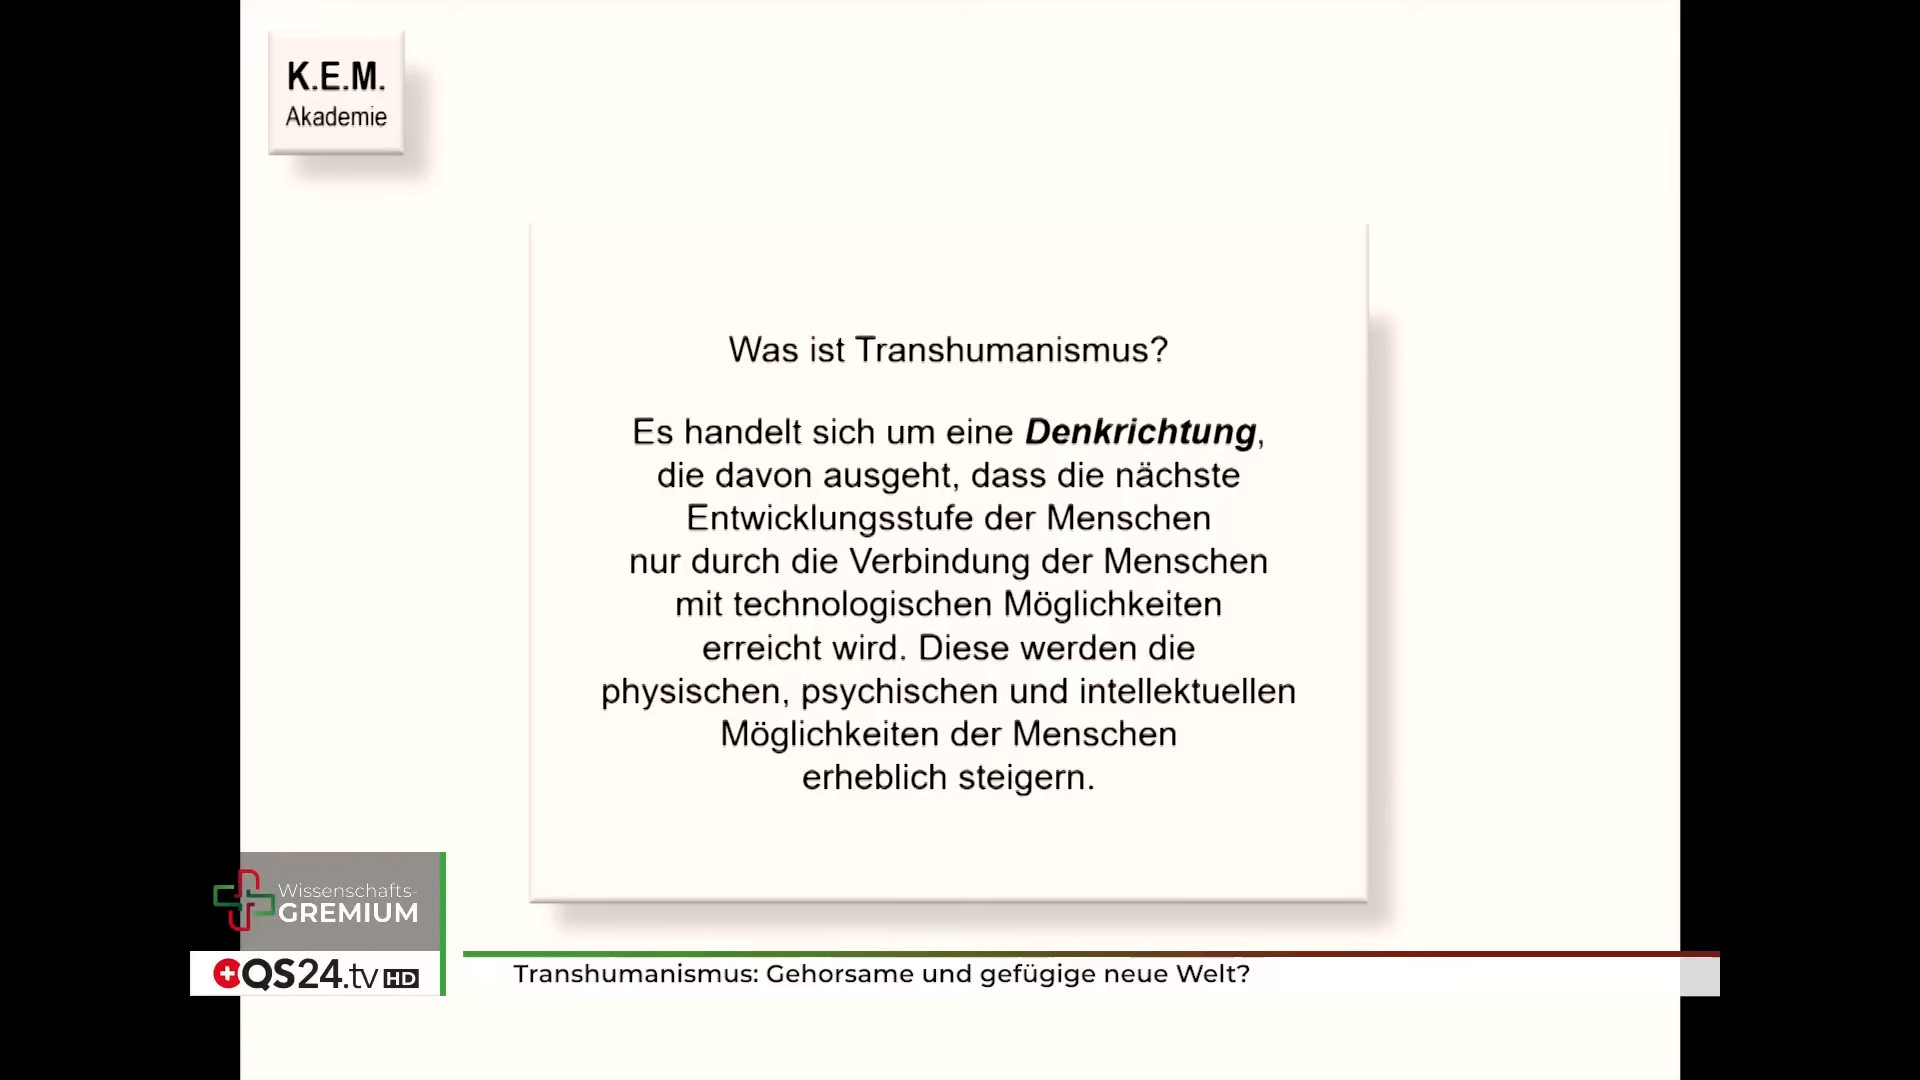 K.E.M.
Akademie
Was ist Transhumanismus?
Es handelt sich um eine Denkrichtung,
die davon ausgeht, dass die nächste
Entwicklungsstufe der Menschen
nur durch die Verbindung der Menschen
mit technologischen Möglichkeiten
erreicht wird. Diese werden die
physischen, psychischen und intellektuellen
Möglichkeiten der Menschen
erheblich steigern.
Wissenschafts-
GREMIUM
QS24.tv HD
Transhumanismus: Gehorsame und gefügige neue Welt?